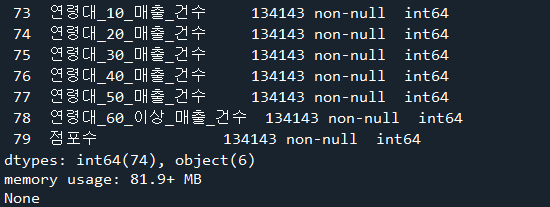 73 연령대_10_매출_건수 134143 non-null int64
74 연령대_20_매출_건수 134143 non-null int64
75 연령대_30_매출_건수 134143 non-null int64
76 연령대_40_매출_건수 134143 non-null int64
77 연령대_50_매출_건수 134143 non-null int64
78 연령대_60_이상_매출_건수 134143 non-null int64
79 점포수 134143 non-null int64
dtypes: int64(74), object(6)
memory usage: 81.9+ MB
None